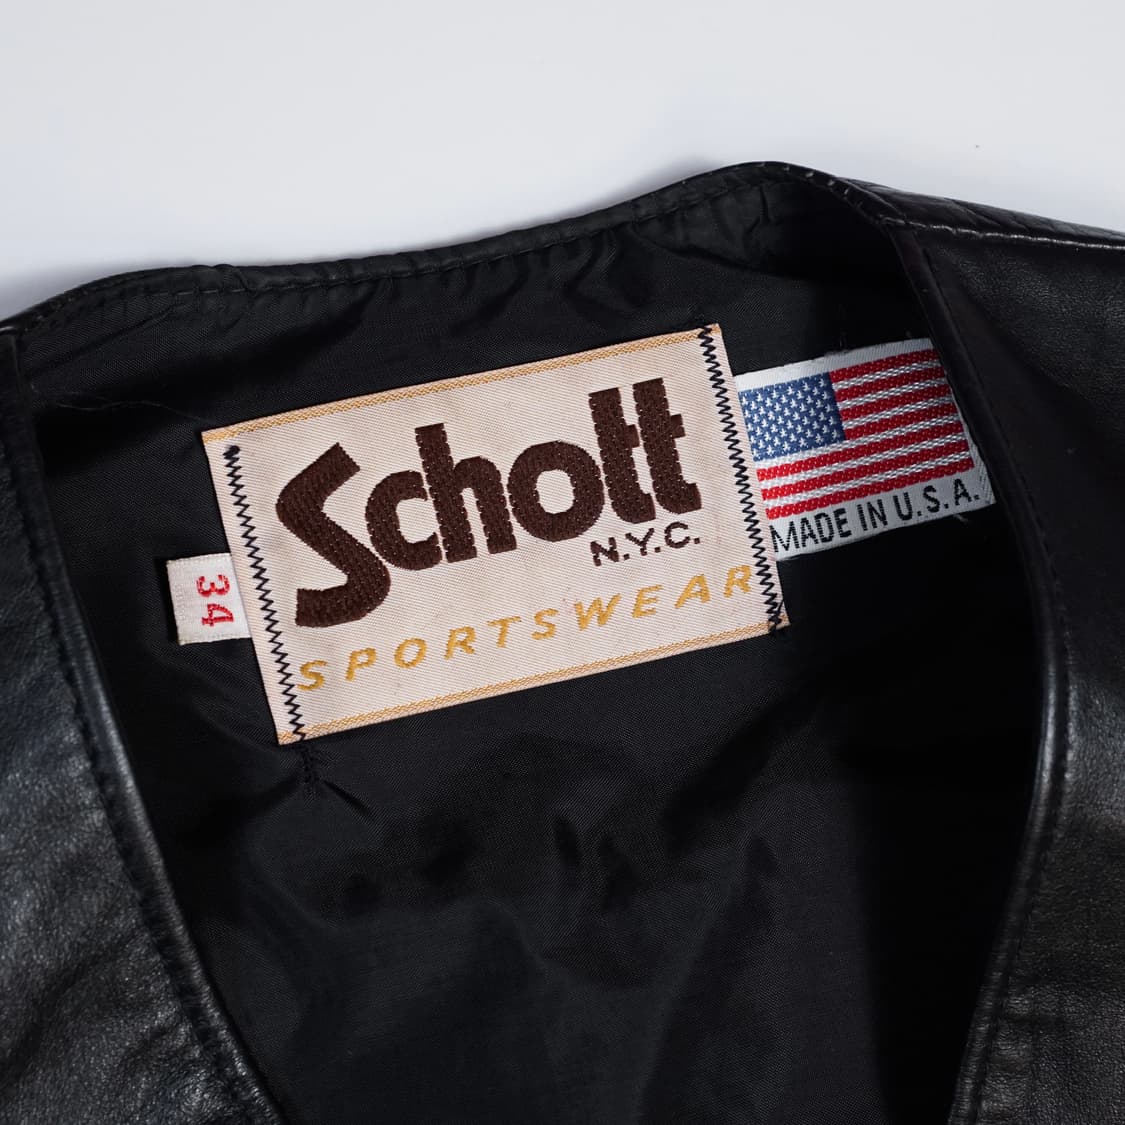 Schott
N.Y.C.
SPORTSWEAR
34
MADE IN U.S.A.